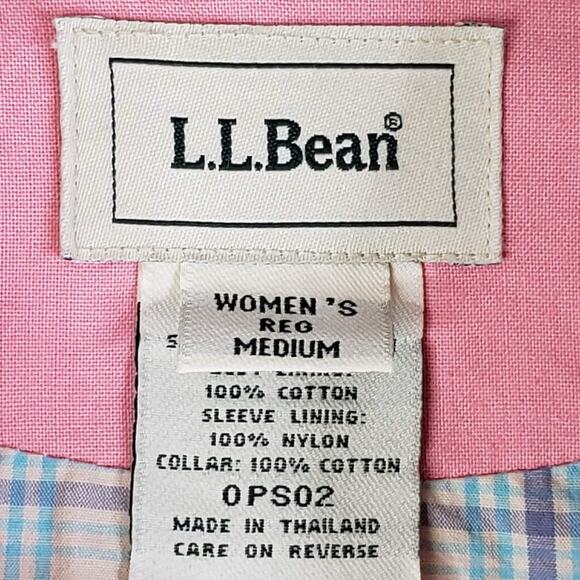 L.L.Bean®
WOMEN'S
REG
MEDIUM
100% COTTON
SLEEVE LINING:
100% NYLON
COLLAR: 100% COTTON
OPS02
MADE IN THAILAND
CARE ON REVERSE